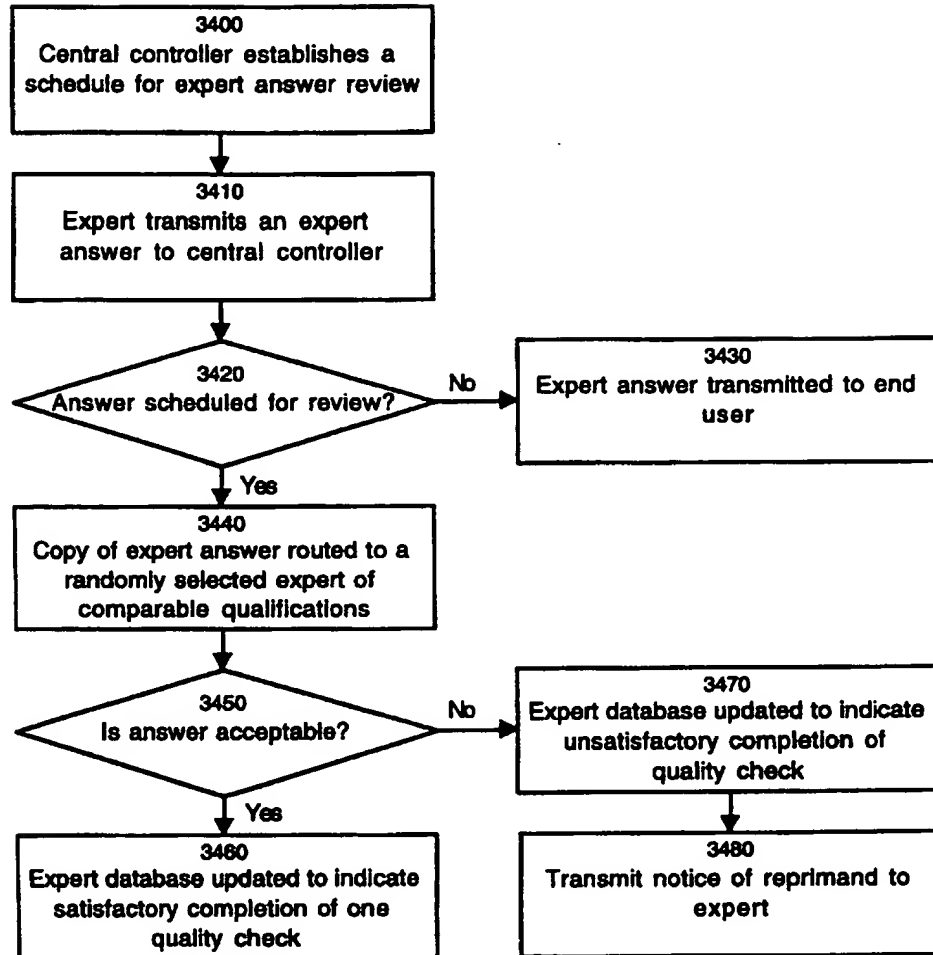 3400
Central controller establishes a
schedule for expert answer review
3410
Expert transmits an expert
answer to central controller
3420
Answer scheduled for review?
No
3430
Expert answer transmitted to end
user
Yes
3440
Copy of expert answer routed to a
randomly selected expert of
comparable qualifications
3450
Is answer acceptable?
No
3470
Expert database updated to indicate
unsatisfactory completion of
quality check
Yes
3460
Expert database updated to indicate
satisfactory completion of one
quality check
3480
Transmit notice of reprimand to
expert